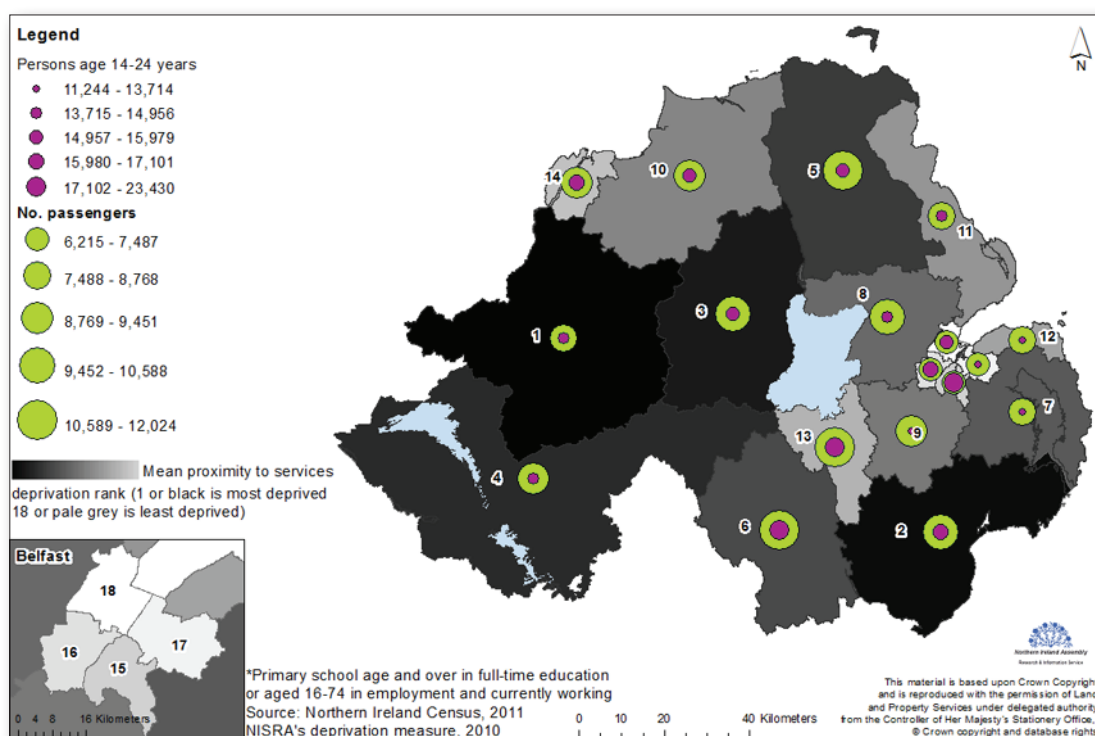 Legend
Persons age 14-24 years
11,244 - 13,714
13,715 - 14,956
14,957 - 15,979
15,980 - 17,101
17,102 - 23,430
No. passengers
6,215 - 7,487
7,488 - 8,768
8,769 - 9,451
9,452 - 10,588
10,589 - 12,024
Mean proximity to services
deprivation rank (1 or black is most deprived
18 or pale grey is least deprived)
N
14
10
5
11
3
8
1
12
7
13
9
4
6
2
Belfast
18
17
16
15
0 4 8 16 Kilometers
*Primary school age and over in full-time education
or aged 16-74 in employment and currently working
Source: Northern Ireland Census, 2011
NISRA's deprivation measure, 2010
0 5 10 20 40 Kilometers
Northern Ireland Assembly
Research & Information Service
This material is based upon Crown Copyright
and is reproduced with the permission of Land
and Property Services under delegated authority
from the Controller of Her Majesty's Stationery Office,
© Crown copyright and database rights